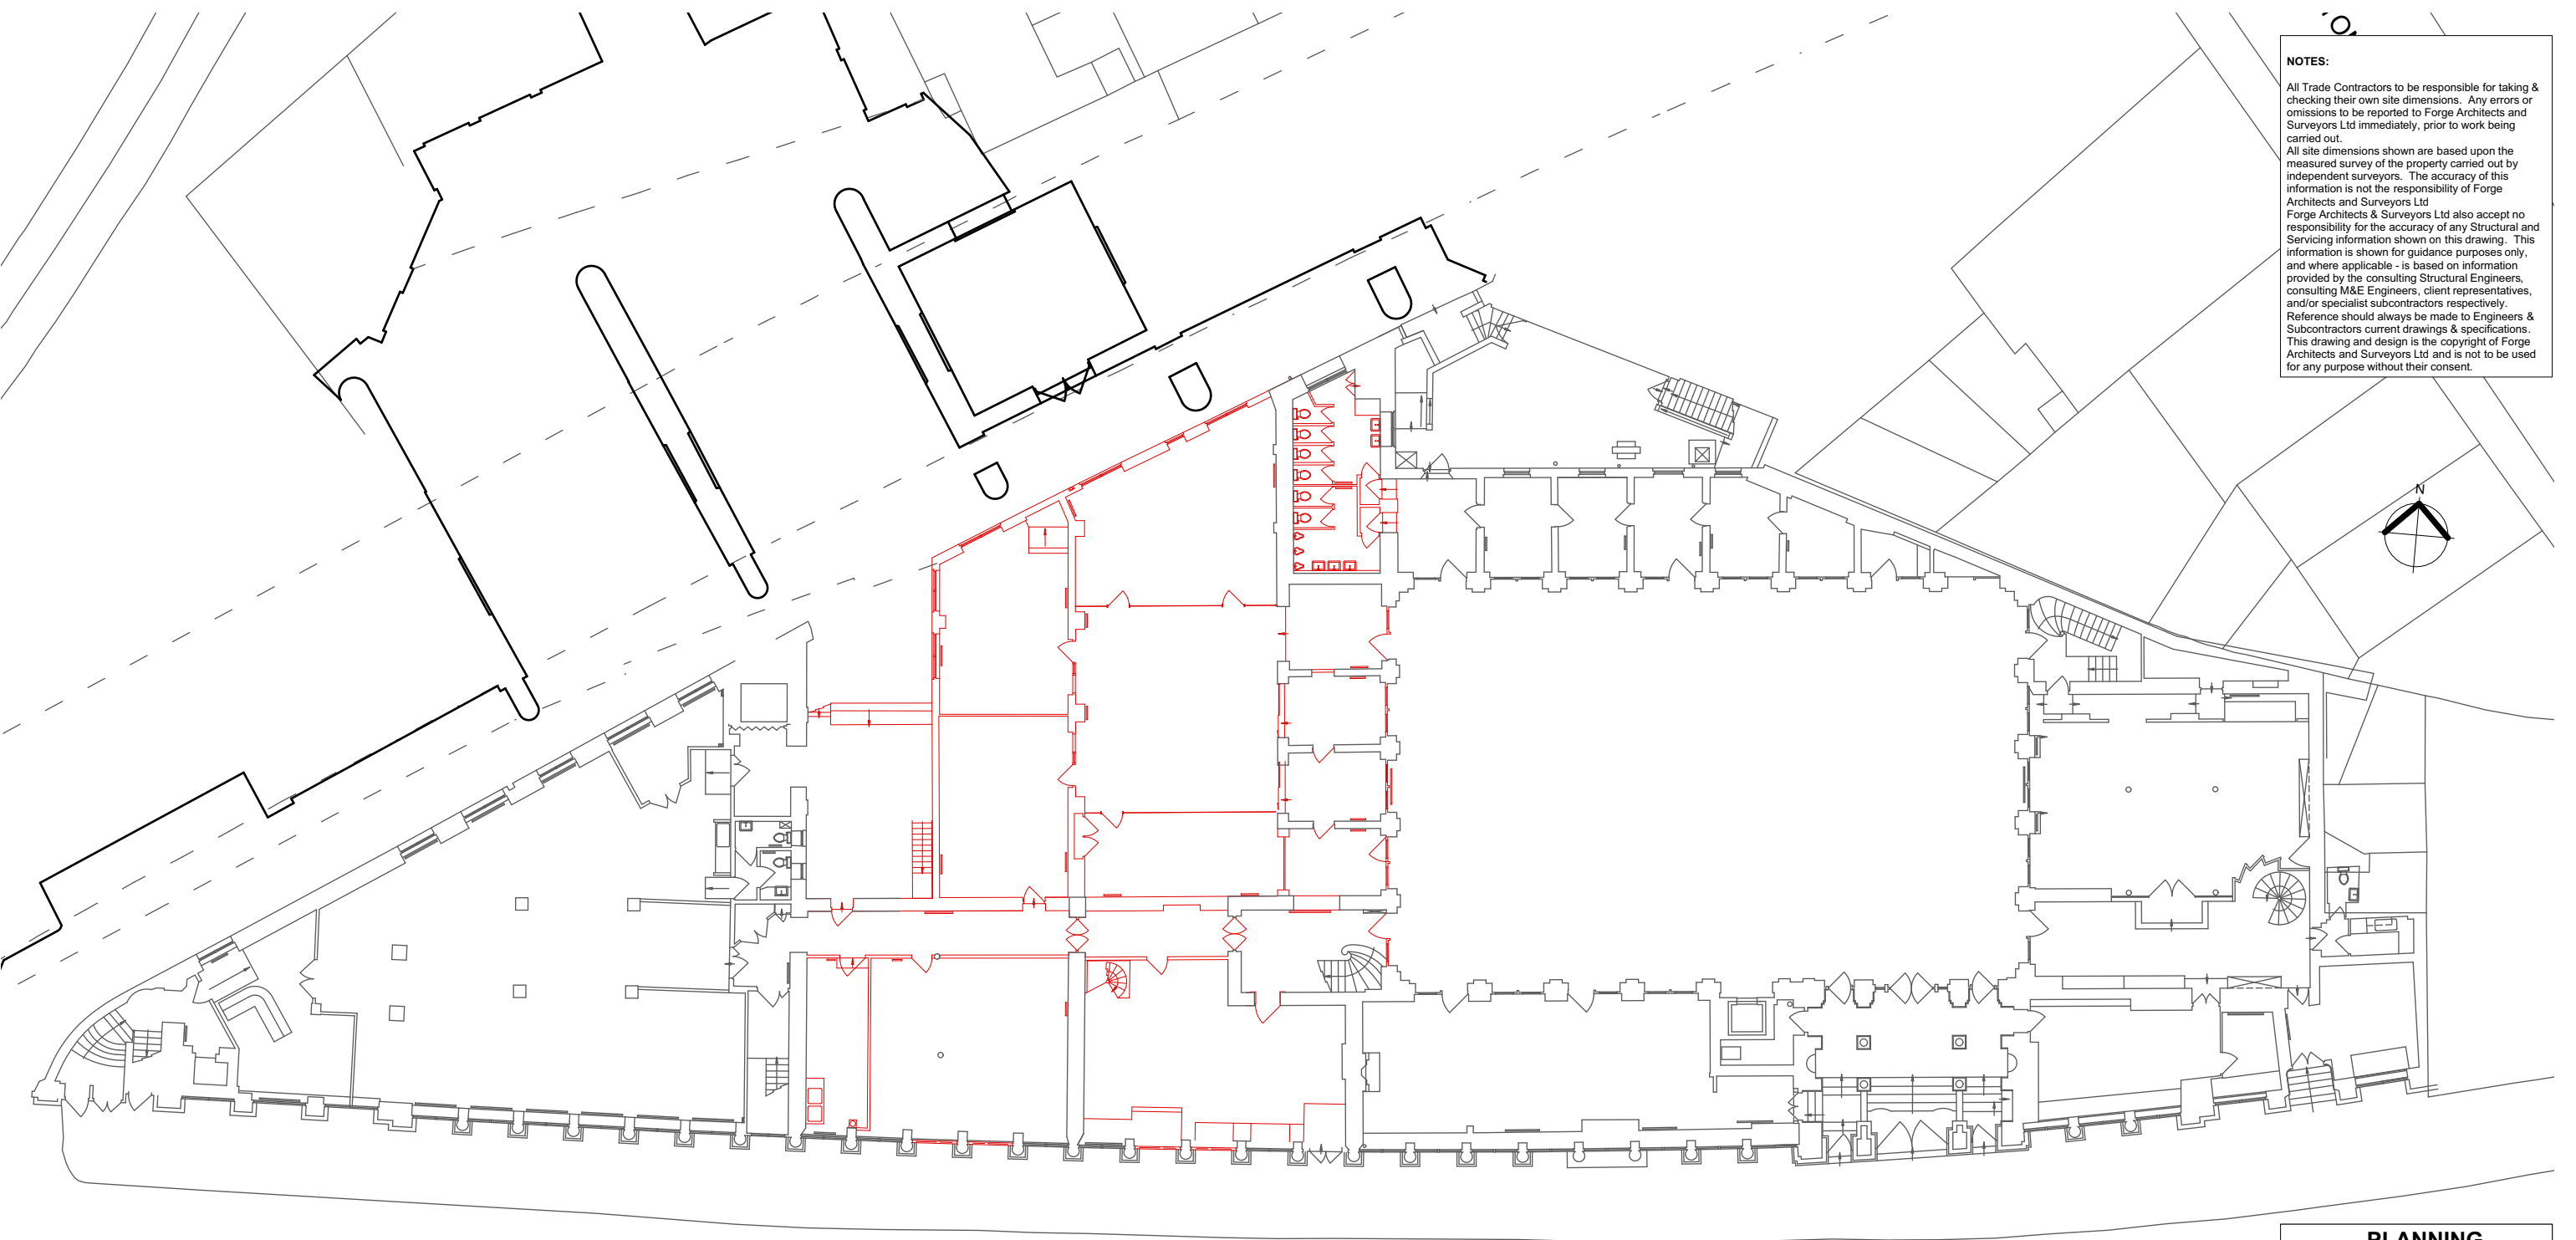 NOTES:
All Trade Contractors to be responsible for taking &
checking their own site dimensions. Any errors or
omissions to be reported to Forge Architects and
Surveyors Ltd immediately, prior to work being
carried out.
All site dimensions shown are based upon the
measured survey of the property carried out by
independent surveyors. The accuracy of this
information is not the responsibility of Forge
Architects and Surveyors Ltd
Forge Architects & Surveyors Ltd also accept no
responsibility for the accuracy of any Structural and
Servicing information shown on this drawing. This
information is shown for guidance purposes only,
and where applicable - is based on information
provided by the consulting Structural Engineers,
consulting M&E Engineers, client representatives,
and/or specialist subcontractors respectively.
Reference should always be made to Engineers &
Subcontractors current drawings & specifications.
This drawing and design is the copyright of Forge
Architects and Surveyors Ltd and is not to be used
for any purpose without their consent.
N
PLANNING